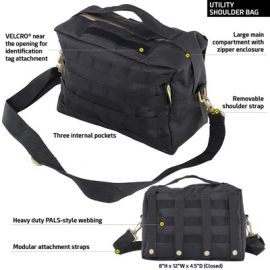 UTILITY
SHOULDER BAG
VELCRO® near
the opening for
identification
tag attachment
Large main
compartment with
zipper enclosure
Removable
shoulder strap
Three internal pockets
Heavy duty PALS-style webbing
Modular attachment straps
8"H x 12"W x 4.5"D (Closed)